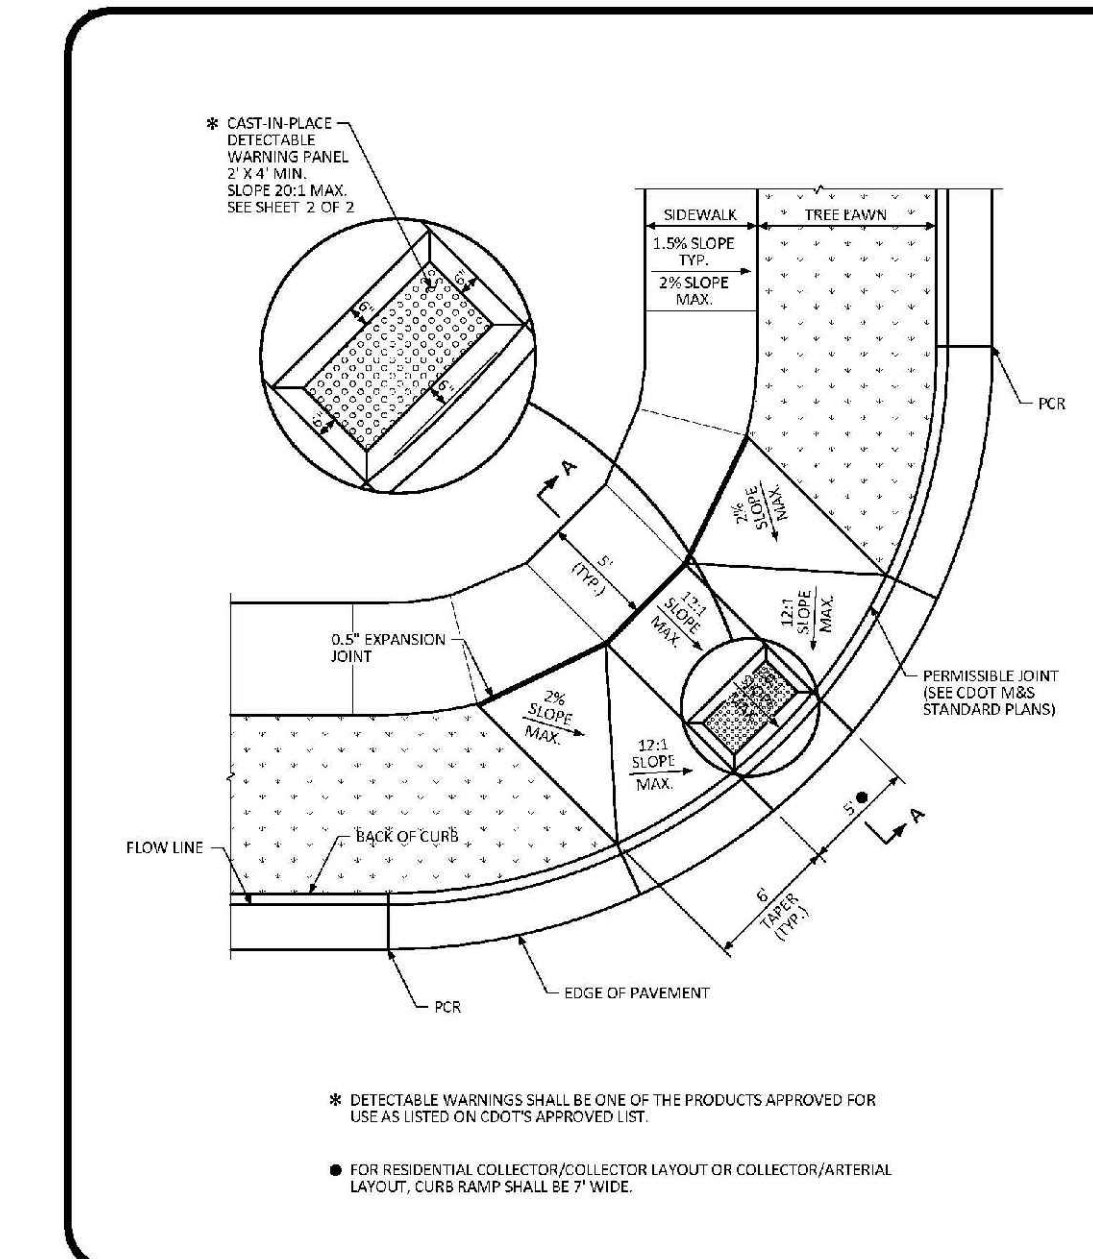 ✻ CAST-IN-PLACE
DETECTABLE
WARNING PANEL
2' X 4' MIN.
SLOPE 20:1 MAX.
SEE SHEET 2 OF 2
6"
6"
6"
6"
SIDEWALK
TREE LAWN
1.5% SLOPE
TYP.
2% SLOPE
MAX.
PCR
A
2%
SLOPE
MAX.
5'
(TYP.)
12:1
SLOPE
MAX.
12:1
SLOPE
MAX.
0.5" EXPANSION
JOINT
PERMISSIBLE JOINT
(SEE CDOT M&S
STANDARD PLANS)
2%
SLOPE
MAX.
12:1
SLOPE
MAX.
5' ●
A
BACK OF CURB
FLOW LINE
6'
TAPER
(TYP.)
EDGE OF PAVEMENT
PCR
✻ DETECTABLE WARNINGS SHALL BE ONE OF THE PRODUCTS APPROVED FOR
USE AS LISTED ON CDOT'S APPROVED LIST.
● FOR RESIDENTIAL COLLECTOR/COLLECTOR LAYOUT OR COLLECTOR/ARTERIAL
LAYOUT, CURB RAMP SHALL BE 7' WIDE.